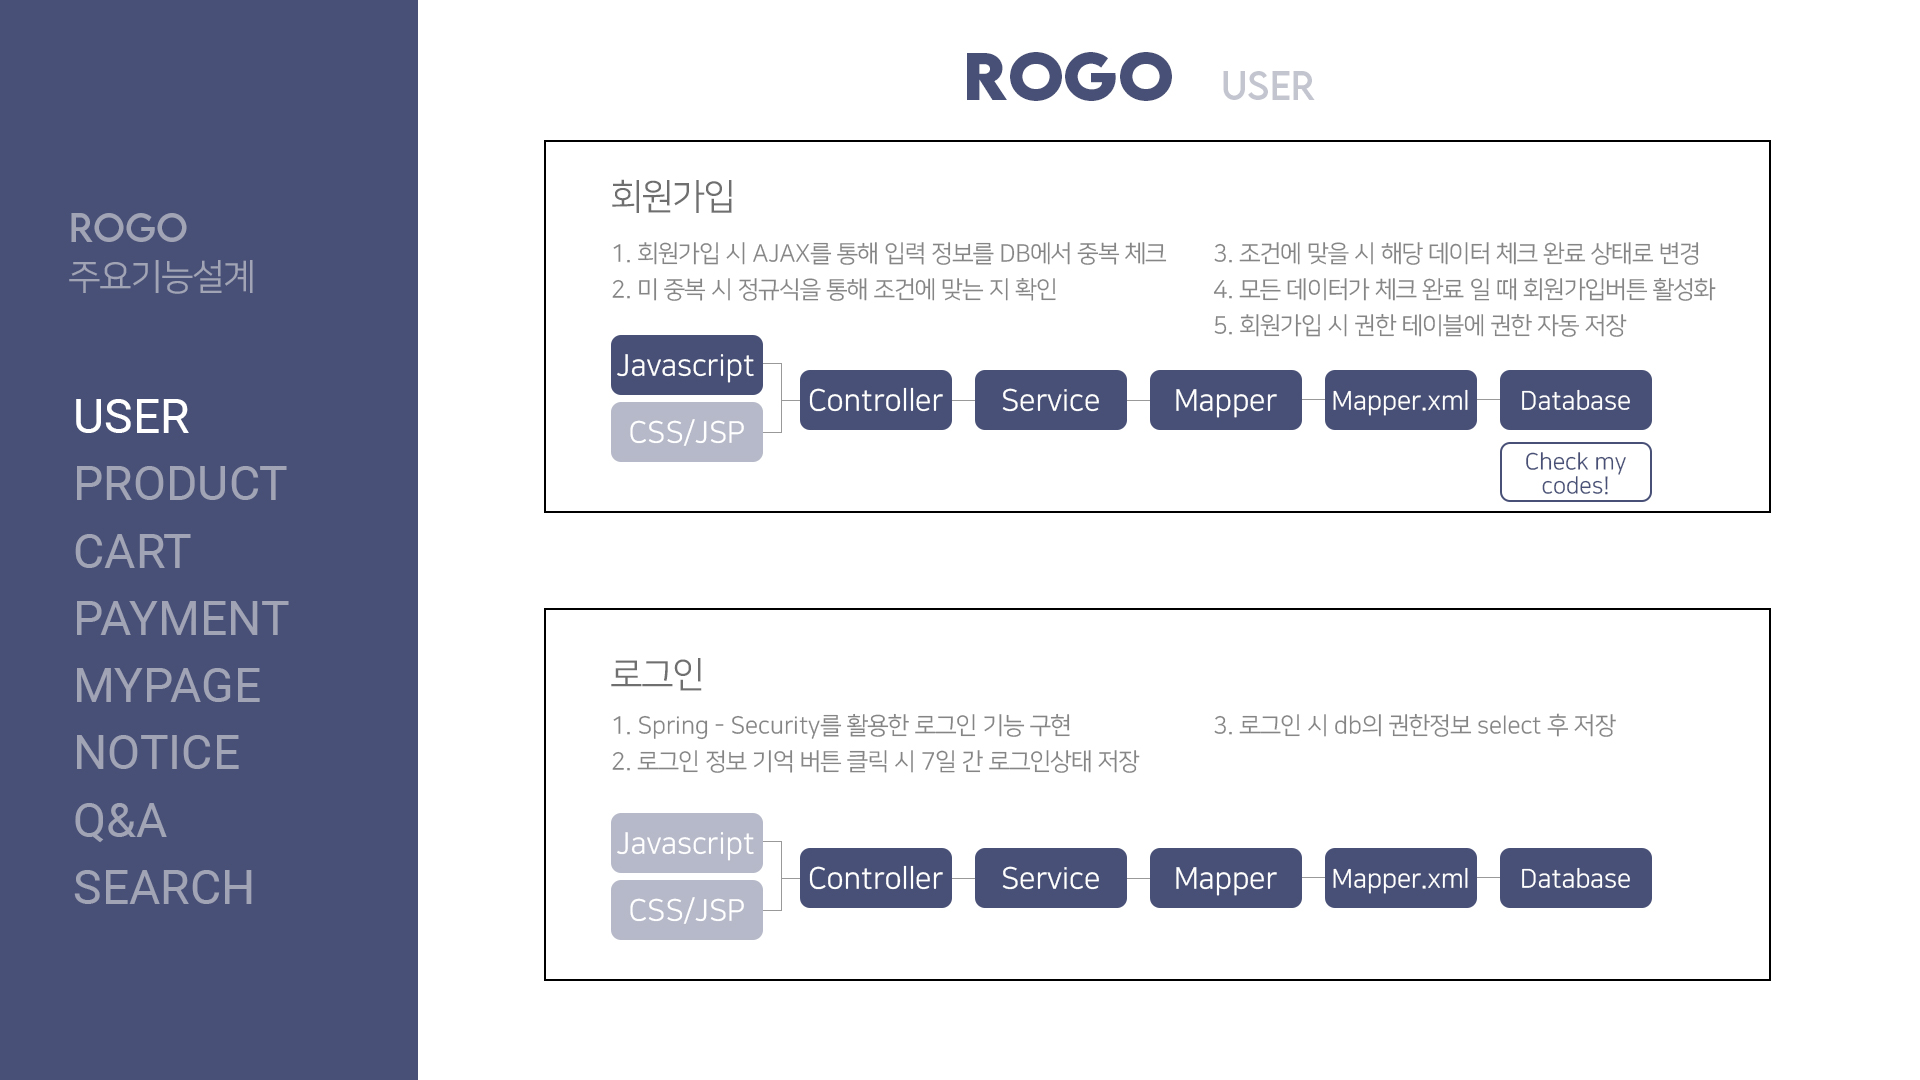 ROGO
주요기능설계
USER
PRODUCT
CART
PAYMENT
MYPAGE
NOTICE
Q&A
SEARCH
ROGO USER
회원가입
1. 회원가입 시 AJAX를 통해 입력 정보를 DB에서 중복 체크
2. 미 중복 시 정규식을 통해 조건에 맞는 지 확인
3. 조건에 맞을 시 해당 데이터 체크 완료 상태로 변경
4. 모든 데이터가 체크 완료 일 때 회원가입버튼 활성화
5. 회원가입 시 권한 테이블에 권한 자동 저장
Javascript
CSS/JSP
Controller
Service
Mapper
Mapper.xml
Database
Check my
codes!
로그인
1. Spring - Security를 활용한 로그인 기능 구현
2. 로그인 정보 기억 버튼 클릭 시 7일 간 로그인상태 저장
3. 로그인 시 db의 권한정보 select 후 저장
Javascript
CSS/JSP
Controller
Service
Mapper
Mapper.xml
Database